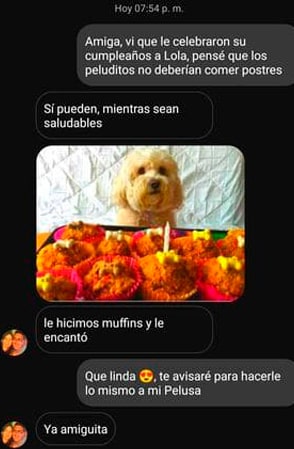 Hoy 07:54 p. m.
Amiga, vi que le celebraron su
cumpleaños a Lola, pensé que los
peluditos no deberían comer postres
Sí pueden, mientras sean
saludables
le hicimos muffins y le
encantó
Que linda 😍, te avisaré para hacerle
lo mismo a mi Pelusa
Ya amiguita